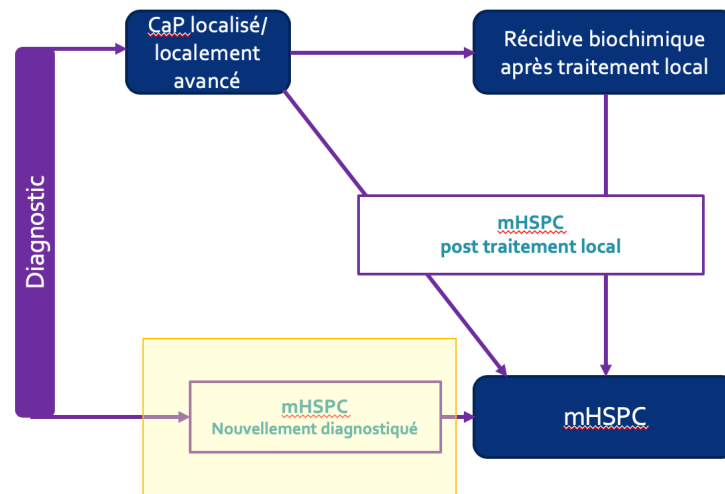 CaP localisé/
localement
avancé
Récidive biochimique
après traitement local
Diagnostic
mHSPC
post traitement local
mHSPC
Nouvellement diagnostiqué
mHSPC